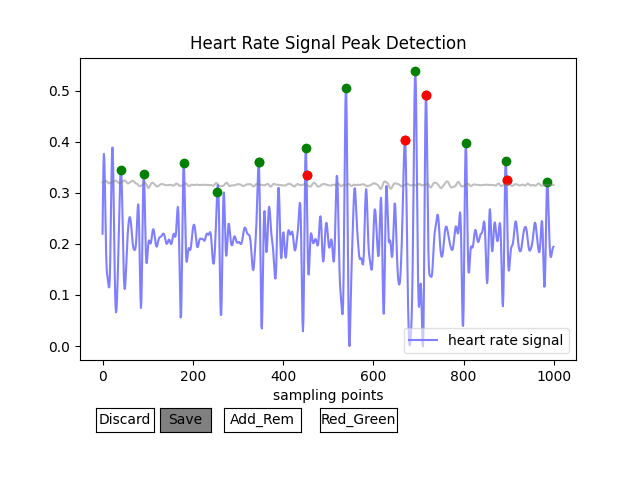 Heart Rate Signal Peak Detection
0.5
0.4
0.3
0.2
0.1
0.0
heart rate signal
0 200 400 600 800 1000
sampling points
Discard Save Add_Rem Red_Green